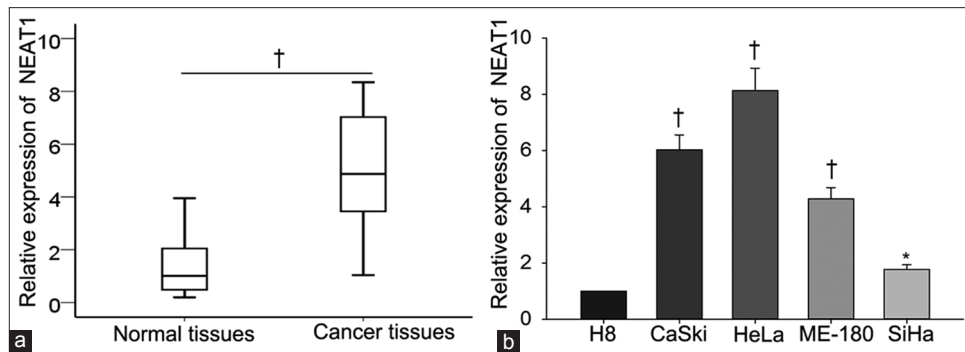 Relative expression of NEAT1
10
8
6
4
2
0
†
Normal tissues
Cancer tissues
a
Relative expression of NEAT1
10
8
6
4
2
0
†
†
†
*
H8
CaSki
HeLa
ME-180
SiHa
b